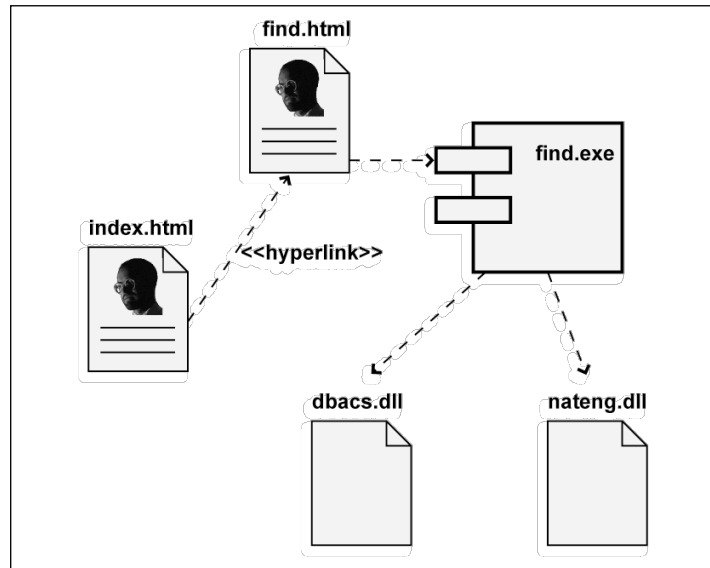 find.html
find.exe
index.html
<<hyperlink>>
dbacs.dll
nateng.dll